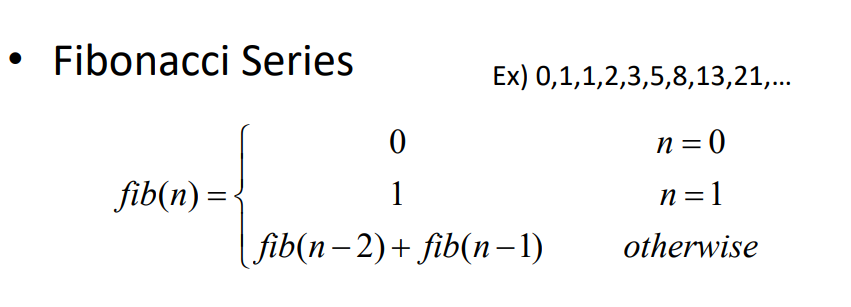 • Fibonacci Series
Ex) 0,1,1,2,3,5,8,13,21,...
0 n = 0
fib(n) = 1 n = 1
fib(n − 2) + fib(n − 1) otherwise